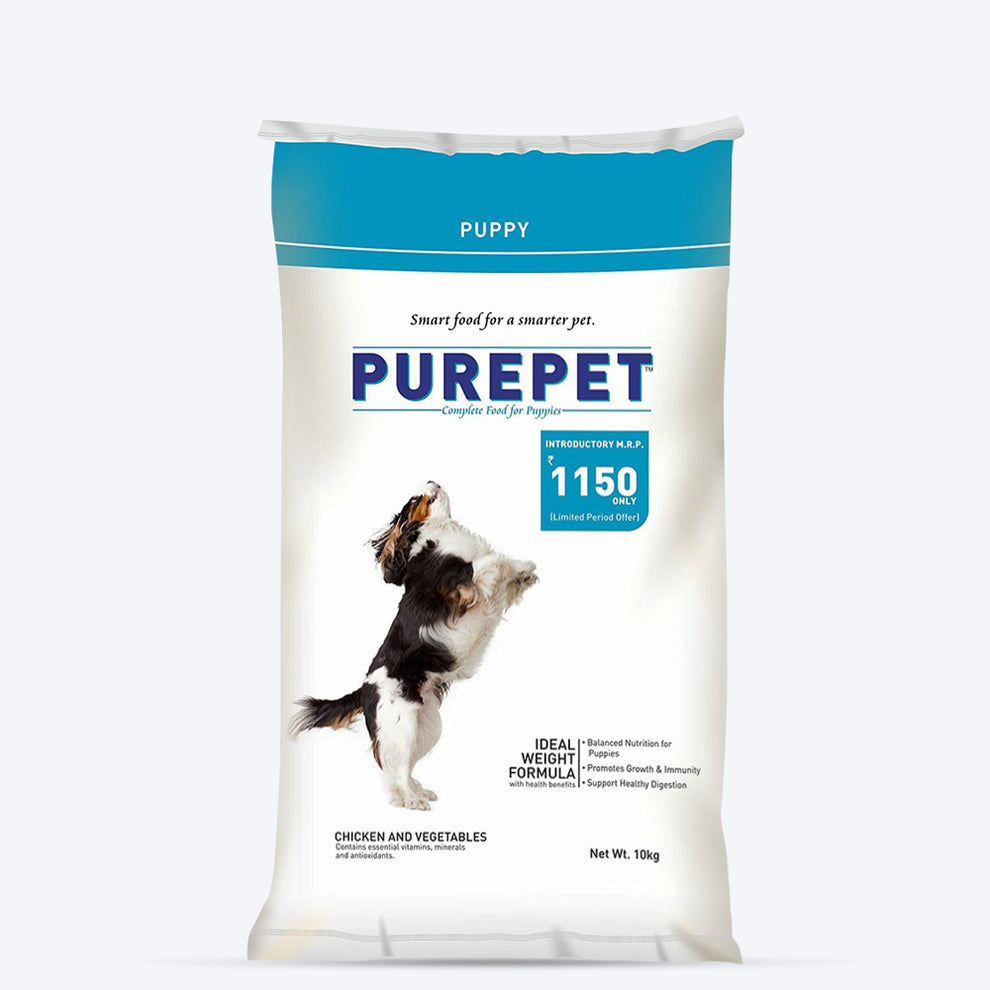 PUPPY
Smart food for a smarter pet.
PUREPET™
Complete Food for Puppies
INTRODUCTORY M.R.P.
₹
1150
ONLY
(Limited Period Offer)
IDEAL
WEIGHT
FORMULA
with health benefits
• Balanced Nutrition for
Puppies
• Promotes Growth & Immunity
• Support Healthy Digestion
CHICKEN AND VEGETABLES
Contains essential vitamins, minerals
and antioxidants.
Net Wt. 10kg